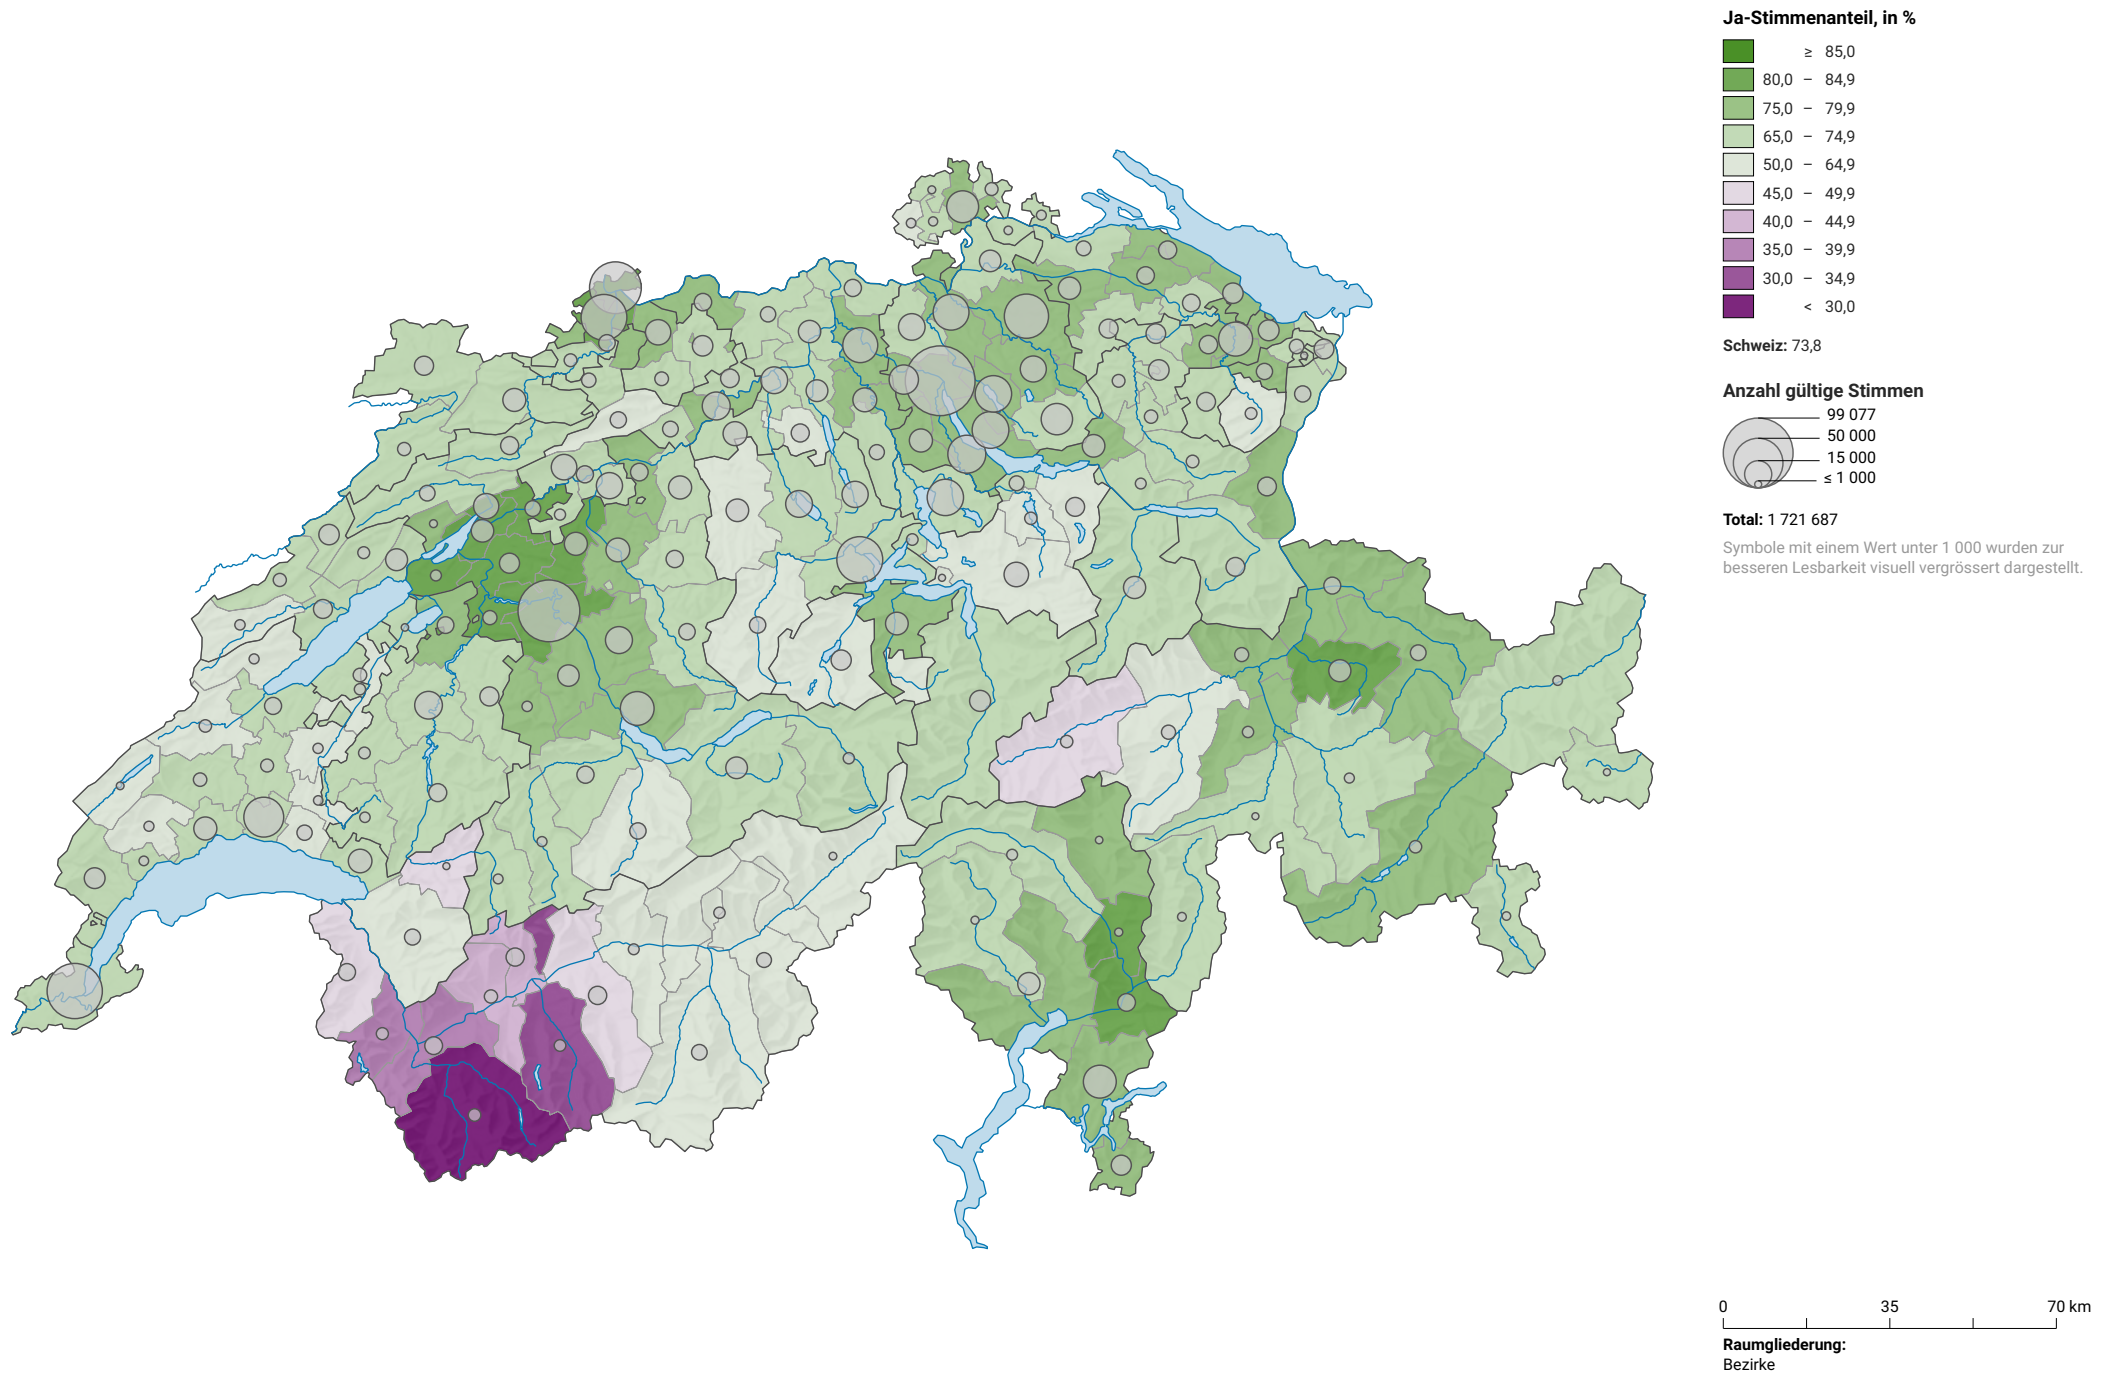 Ja-Stimmenanteil, in %
≥ 85,0
80,0 – 84,9
75,0 – 79,9
65,0 – 74,9
50,0 – 64,9
45,0 – 49,9
40,0 – 44,9
35,0 – 39,9
30,0 – 34,9
< 30,0
Schweiz: 73,8
Anzahl gültige Stimmen
99 077
50 000
15 000
≤ 1 000
Total: 1 721 687
Symbole mit einem Wert unter 1 000 wurden zur
besseren Lesbarkeit visuell vergrössert dargestellt.
0 35 70 km
Raumgliederung:
Bezirke